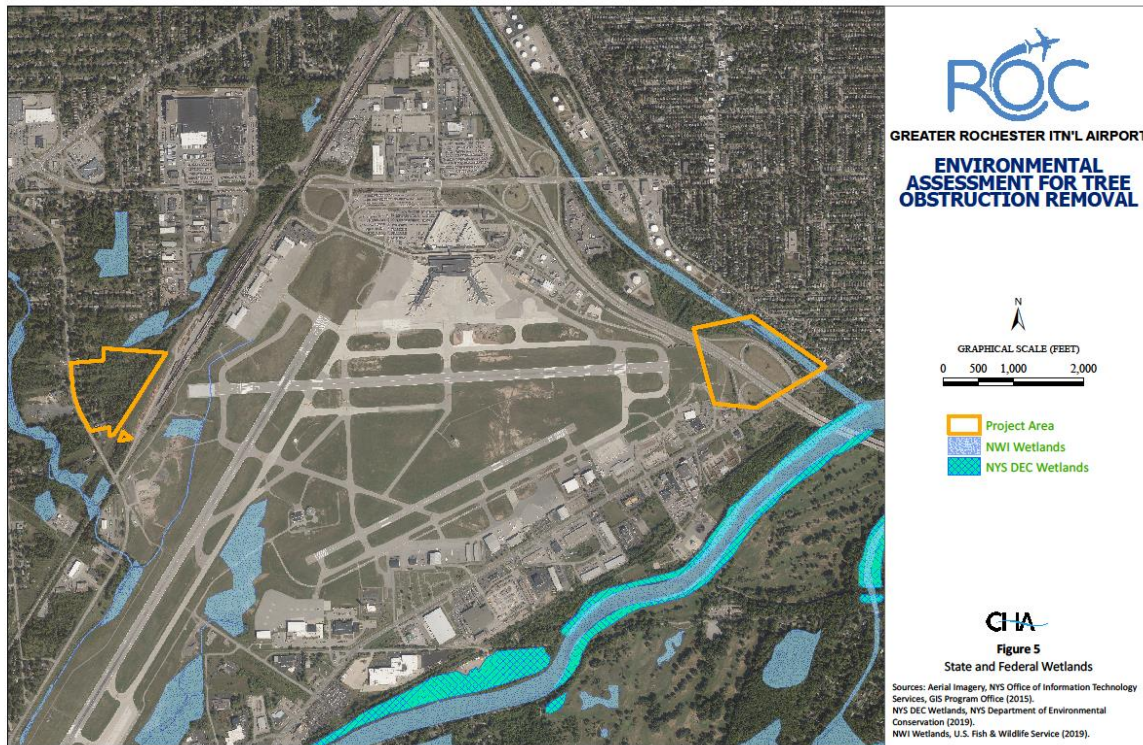 ROC
GREATER ROCHESTER ITN'L AIRPORT
ENVIRONMENTAL
ASSESSMENT FOR TREE
OBSTRUCTION REMOVAL
N
GRAPHICAL SCALE (FEET)
0 500 1,000 2,000
Project Area
NWI Wetlands
NYS DEC Wetlands
CHA
Figure 5
State and Federal Wetlands
Sources: Aerial Imagery, NYS Office of Information Technology
Services, GIS Program Office (2015).
NYS DEC Wetlands, NYS Department of Environmental
Conservation (2019).
NWI Wetlands, U.S. Fish & Wildlife Service (2019).